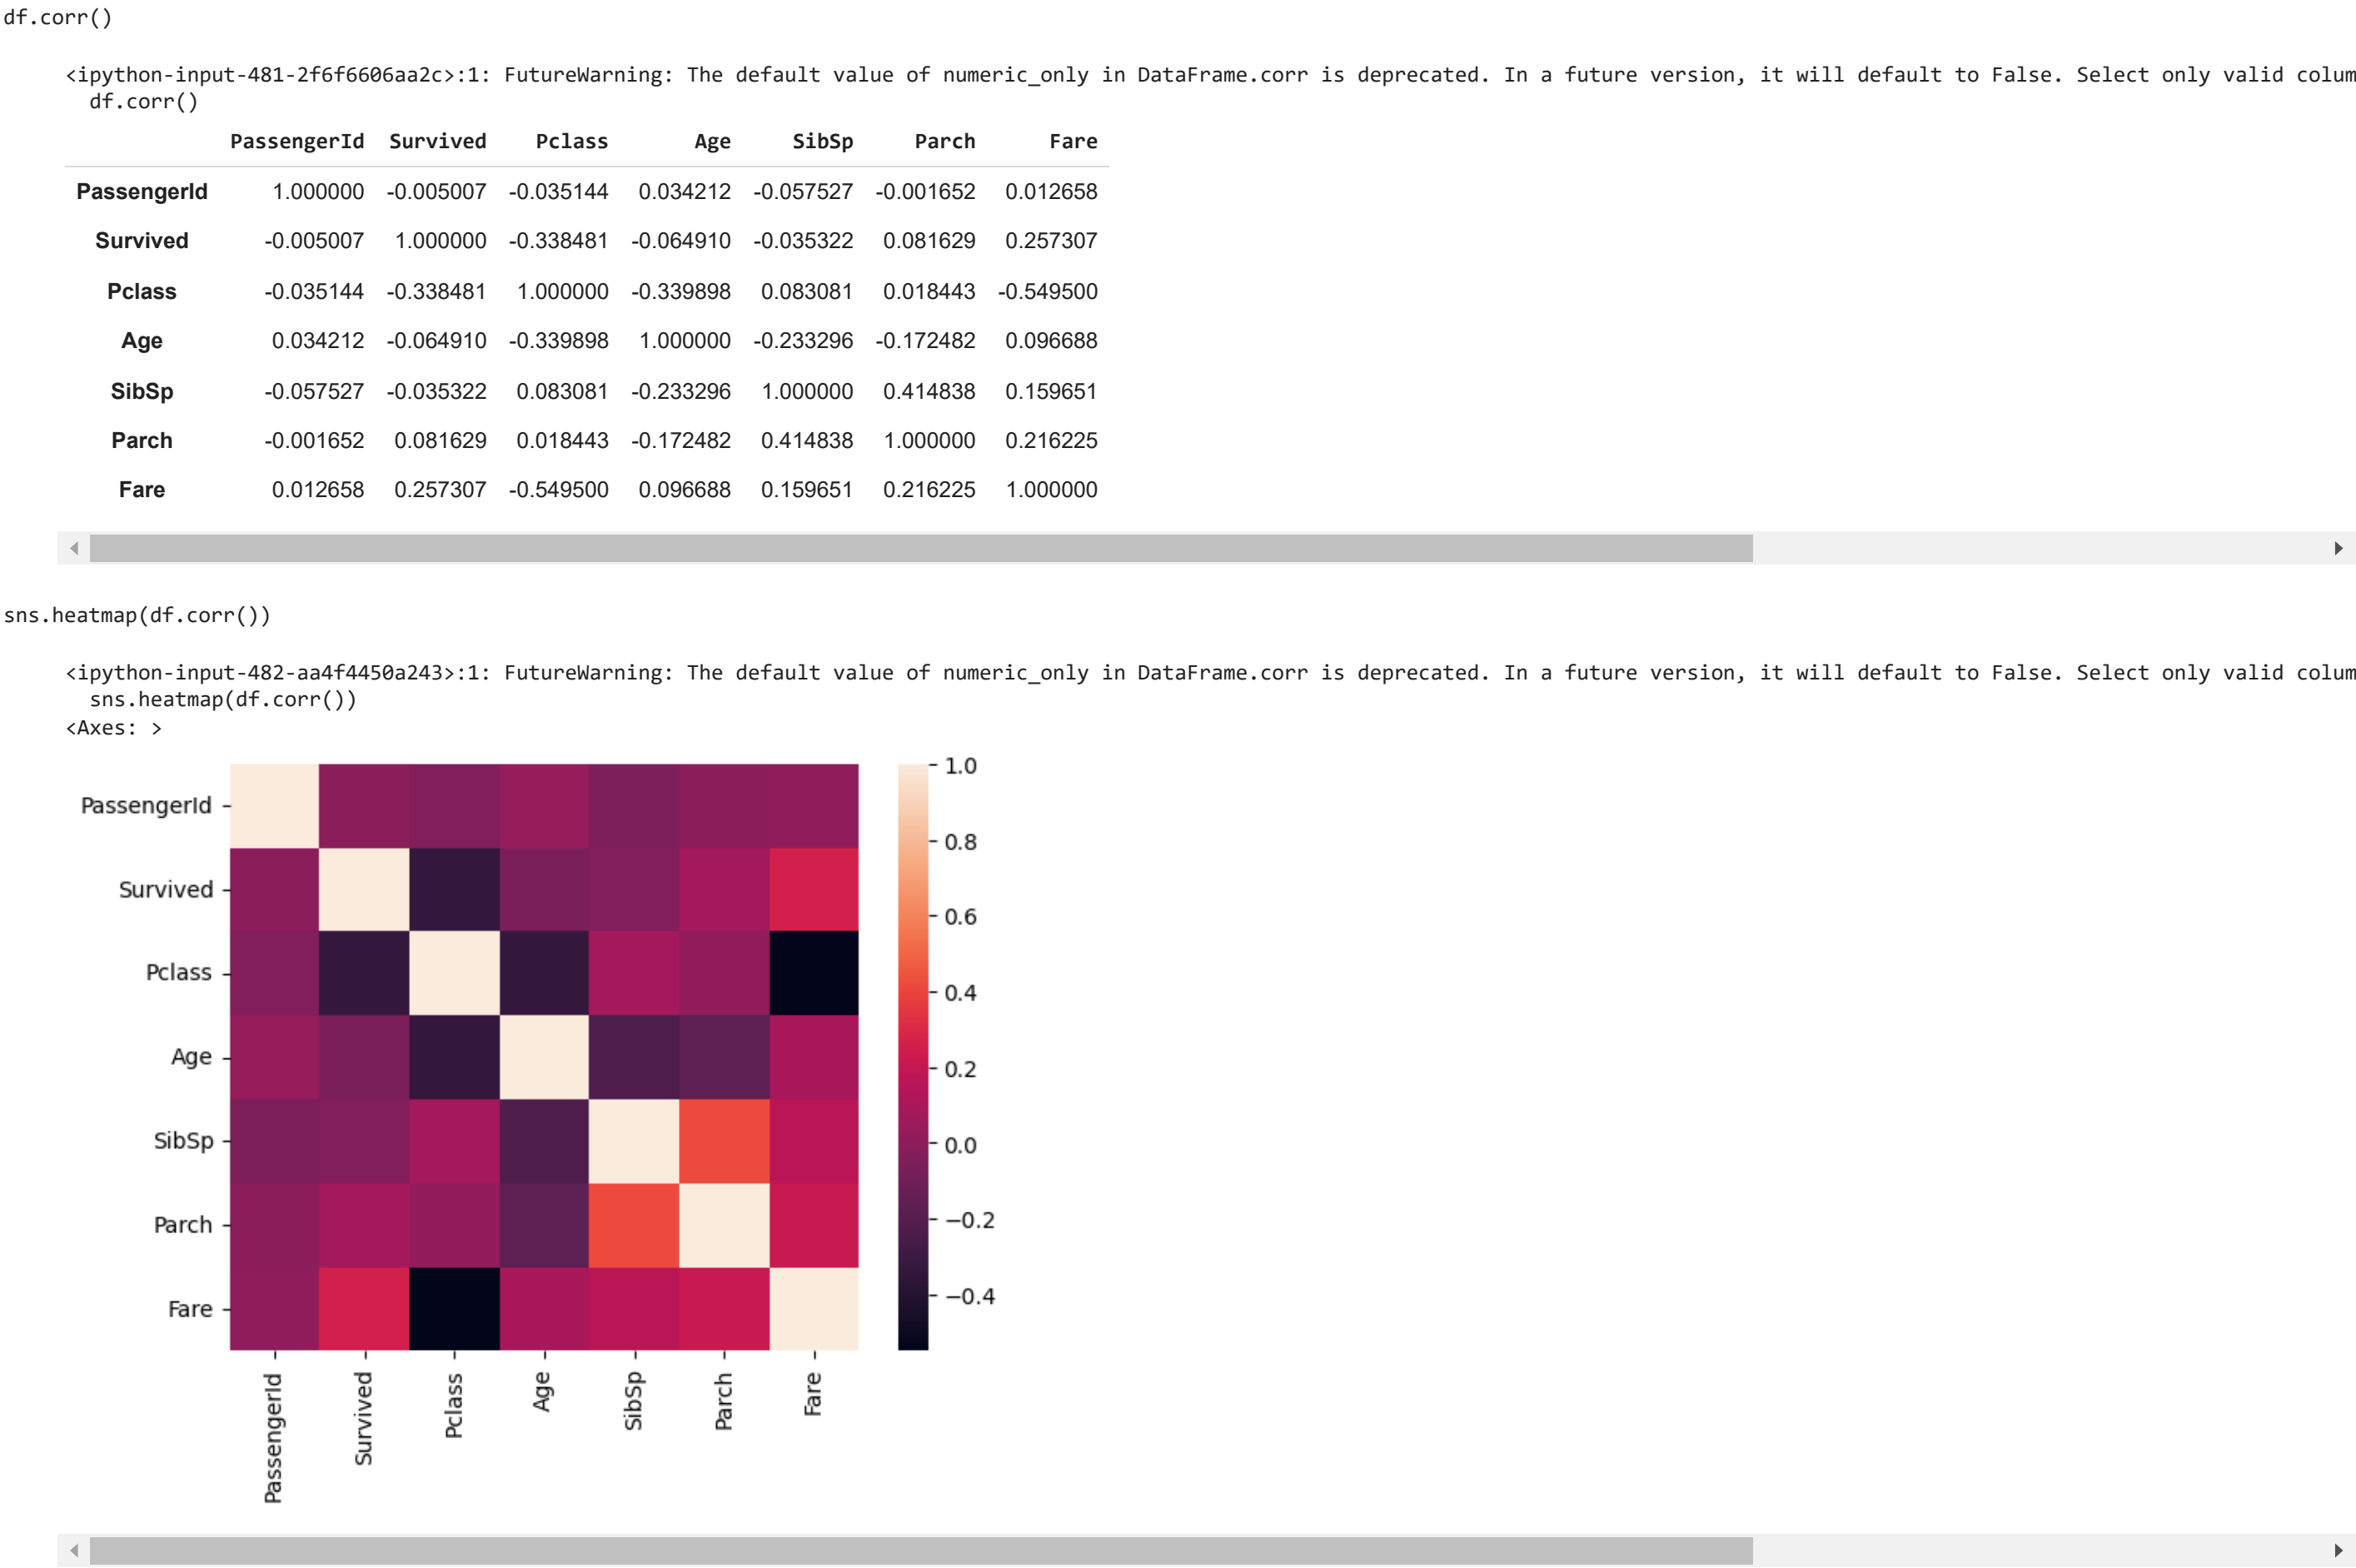 df.corr()
<ipython-input-481-2f6f6606aa2c>:1: FutureWarning: The default value of numeric_only in DataFrame.corr is deprecated. In a future version, it will default to False. Select only valid colum
df.corr()
PassengerId Survived Pclass Age SibSp Parch Fare
PassengerId 1.000000 -0.005007 -0.035144 0.034212 -0.057527 -0.001652 0.012658
Survived -0.005007 1.000000 -0.338481 -0.064910 -0.035322 0.081629 0.257307
Pclass -0.035144 -0.338481 1.000000 -0.339898 0.083081 0.018443 -0.549500
Age 0.034212 -0.064910 -0.339898 1.000000 -0.233296 -0.172482 0.096688
SibSp -0.057527 -0.035322 0.083081 -0.233296 1.000000 0.414838 0.159651
Parch -0.001652 0.081629 0.018443 -0.172482 0.414838 1.000000 0.216225
Fare 0.012658 0.257307 -0.549500 0.096688 0.159651 0.216225 1.000000
sns.heatmap(df.corr())
<ipython-input-482-aa4f4450a243>:1: FutureWarning: The default value of numeric_only in DataFrame.corr is deprecated. In a future version, it will default to False. Select only valid colum
sns.heatmap(df.corr())
<Axes: >
PassengerId
Survived
Pclass
Age
SibSp
Parch
Fare
1.0
0.8
0.6
0.4
0.2
0.0
−0.2
−0.4
PassengerId
Survived
Pclass
Age
SibSp
Parch
Fare